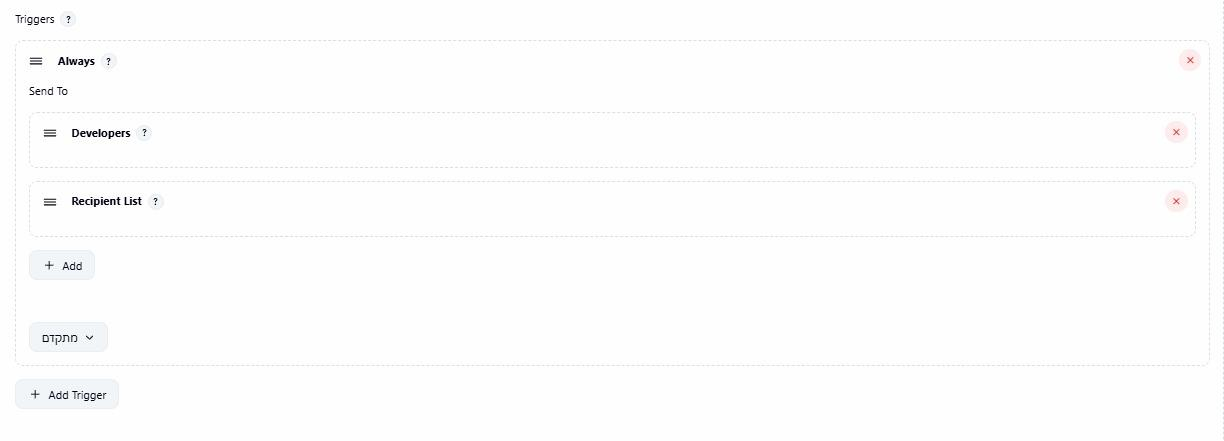 Triggers ?
Always ?
Send To
Developers ?
Recipient List ?
+ Add
מתקדם
+ Add Trigger